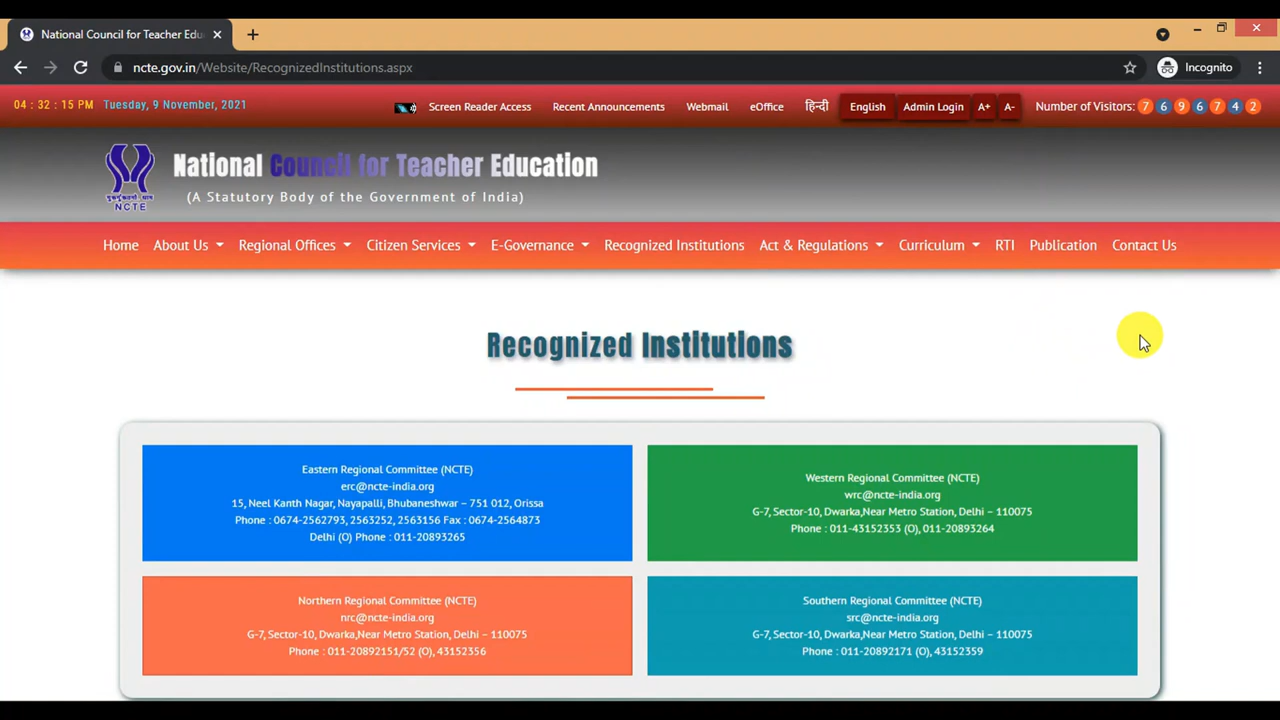 National Council for Teacher Edu
ncte.gov.in/Website/RecognizedInstitutions.aspx
Incognito
04 : 32 : 15 PM Tuesday, 9 November, 2021
Screen Reader Access Recent Announcements Webmail eOffice हिन्दी English Admin Login A+ A- Number of Visitors: 7 6 9 6 7 4 2
National Council for Teacher Education
(A Statutory Body of the Government of India)
NCTE
Home About Us Regional Offices Citizen Services E-Governance Recognized Institutions Act & Regulations Curriculum RTI Publication Contact Us
Recognized Institutions
Eastern Regional Committee (NCTE)
erc@ncte-india.org
15, Neel Kanth Nagar, Nayapalli, Bhubaneshwar – 751 012, Orissa
Phone : 0674-2562793, 2563252, 2563156 Fax : 0674-2564873
Delhi (O) Phone : 011-20893265
Western Regional Committee (NCTE)
wrc@ncte-india.org
G-7, Sector-10, Dwarka,Near Metro Station, Delhi – 110075
Phone : 011-43152353 (O), 011-20893264
Northern Regional Committee (NCTE)
nrc@ncte-india.org
G-7, Sector-10, Dwarka,Near Metro Station, Delhi – 110075
Phone : 011-20892151/52 (O), 43152356
Southern Regional Committee (NCTE)
src@ncte-india.org
G-7, Sector-10, Dwarka,Near Metro Station, Delhi – 110075
Phone : 011-20892171 (O), 43152359